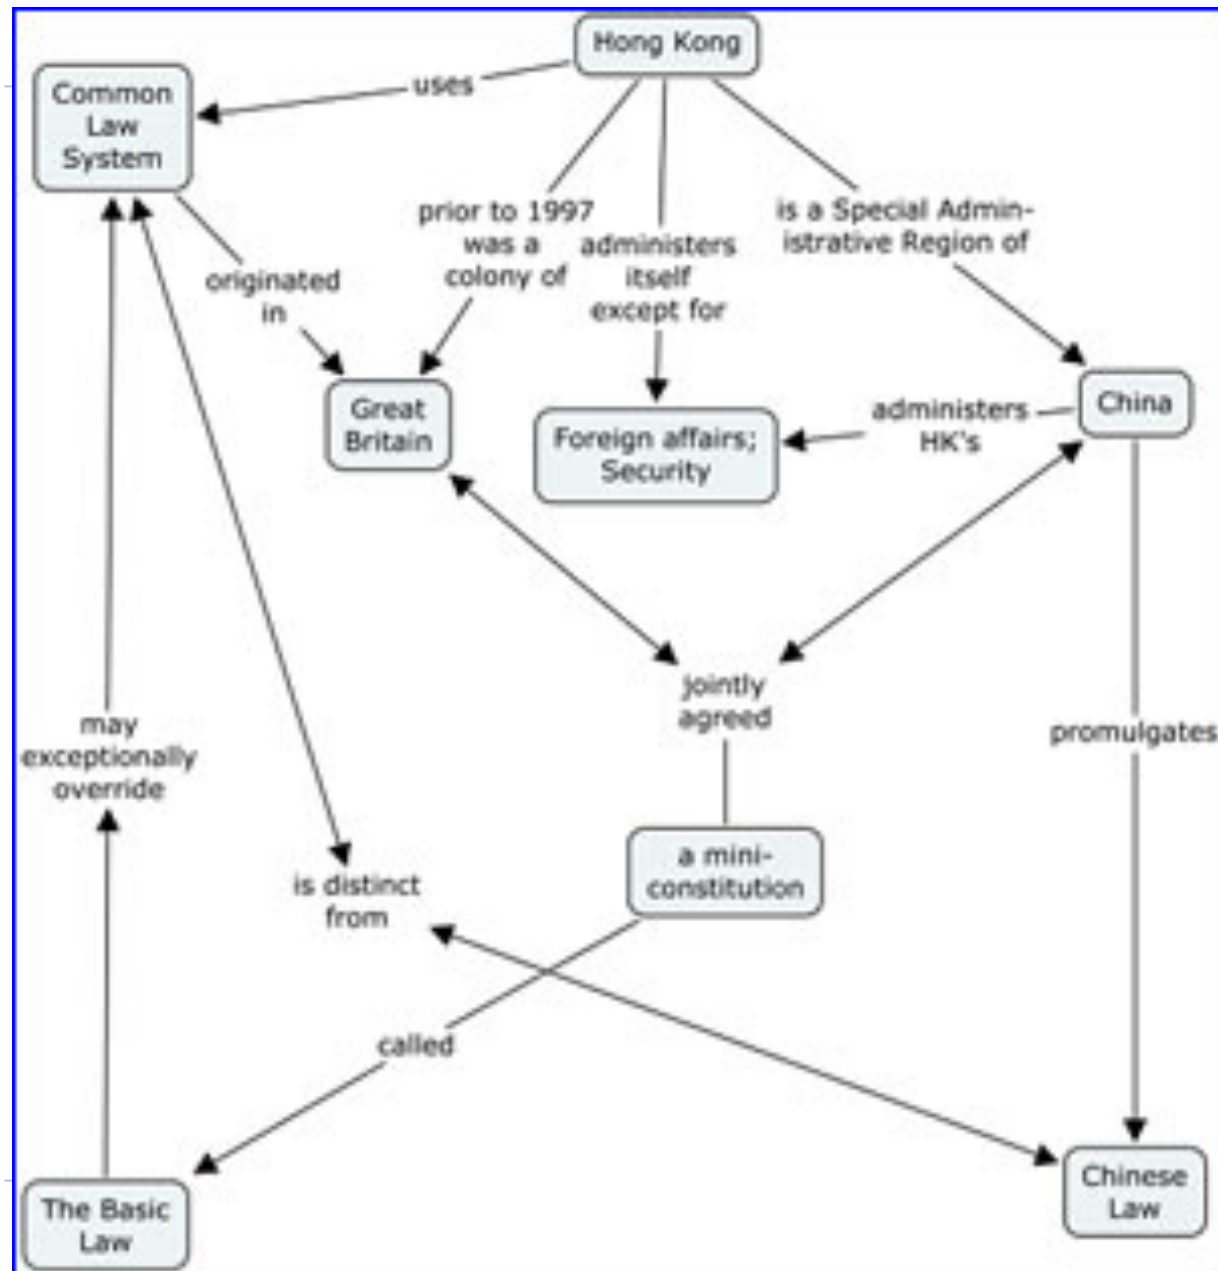 Hong Kong
uses
Common
Law
System
prior to 1997
was a
colony of
administers
itself
except for
is a Special Admin-
istrative Region of
originated
in
Great
Britain
Foreign affairs;
Security
administers
HK's
China
jointly
agreed
may
exceptionally
override
promulgates
a mini-
constitution
is distinct
from
called
The Basic
Law
Chinese
Law